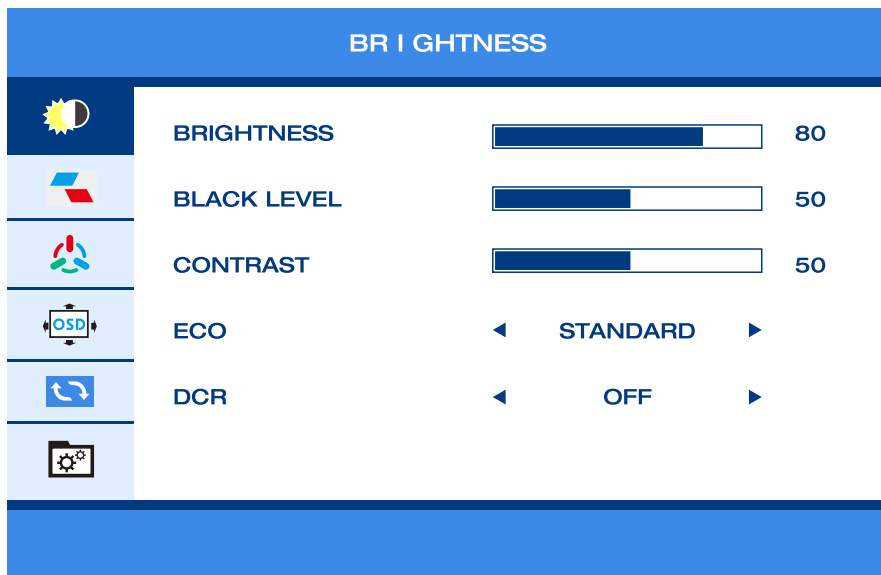 BR I GHTNESS
BRIGHTNESS 80
BLACK LEVEL 50
CONTRAST 50
OSD
ECO STANDARD
DCR OFF